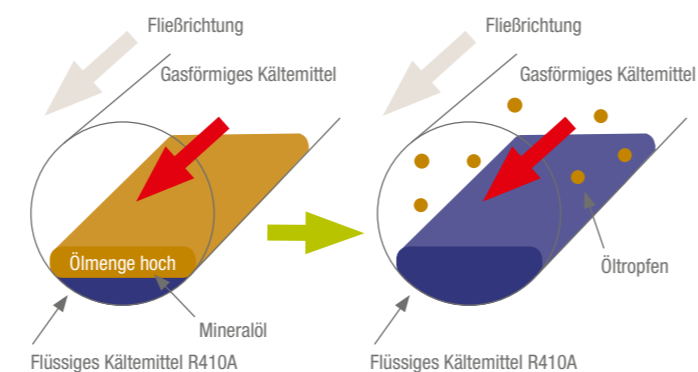 Fließrichtung
Gasförmiges Kältemittel
Ölmenge hoch
Mineralöl
Flüssiges Kältemittel R410A
Fließrichtung
Gasförmiges Kältemittel
Öltropfen
Flüssiges Kältemittel R410A